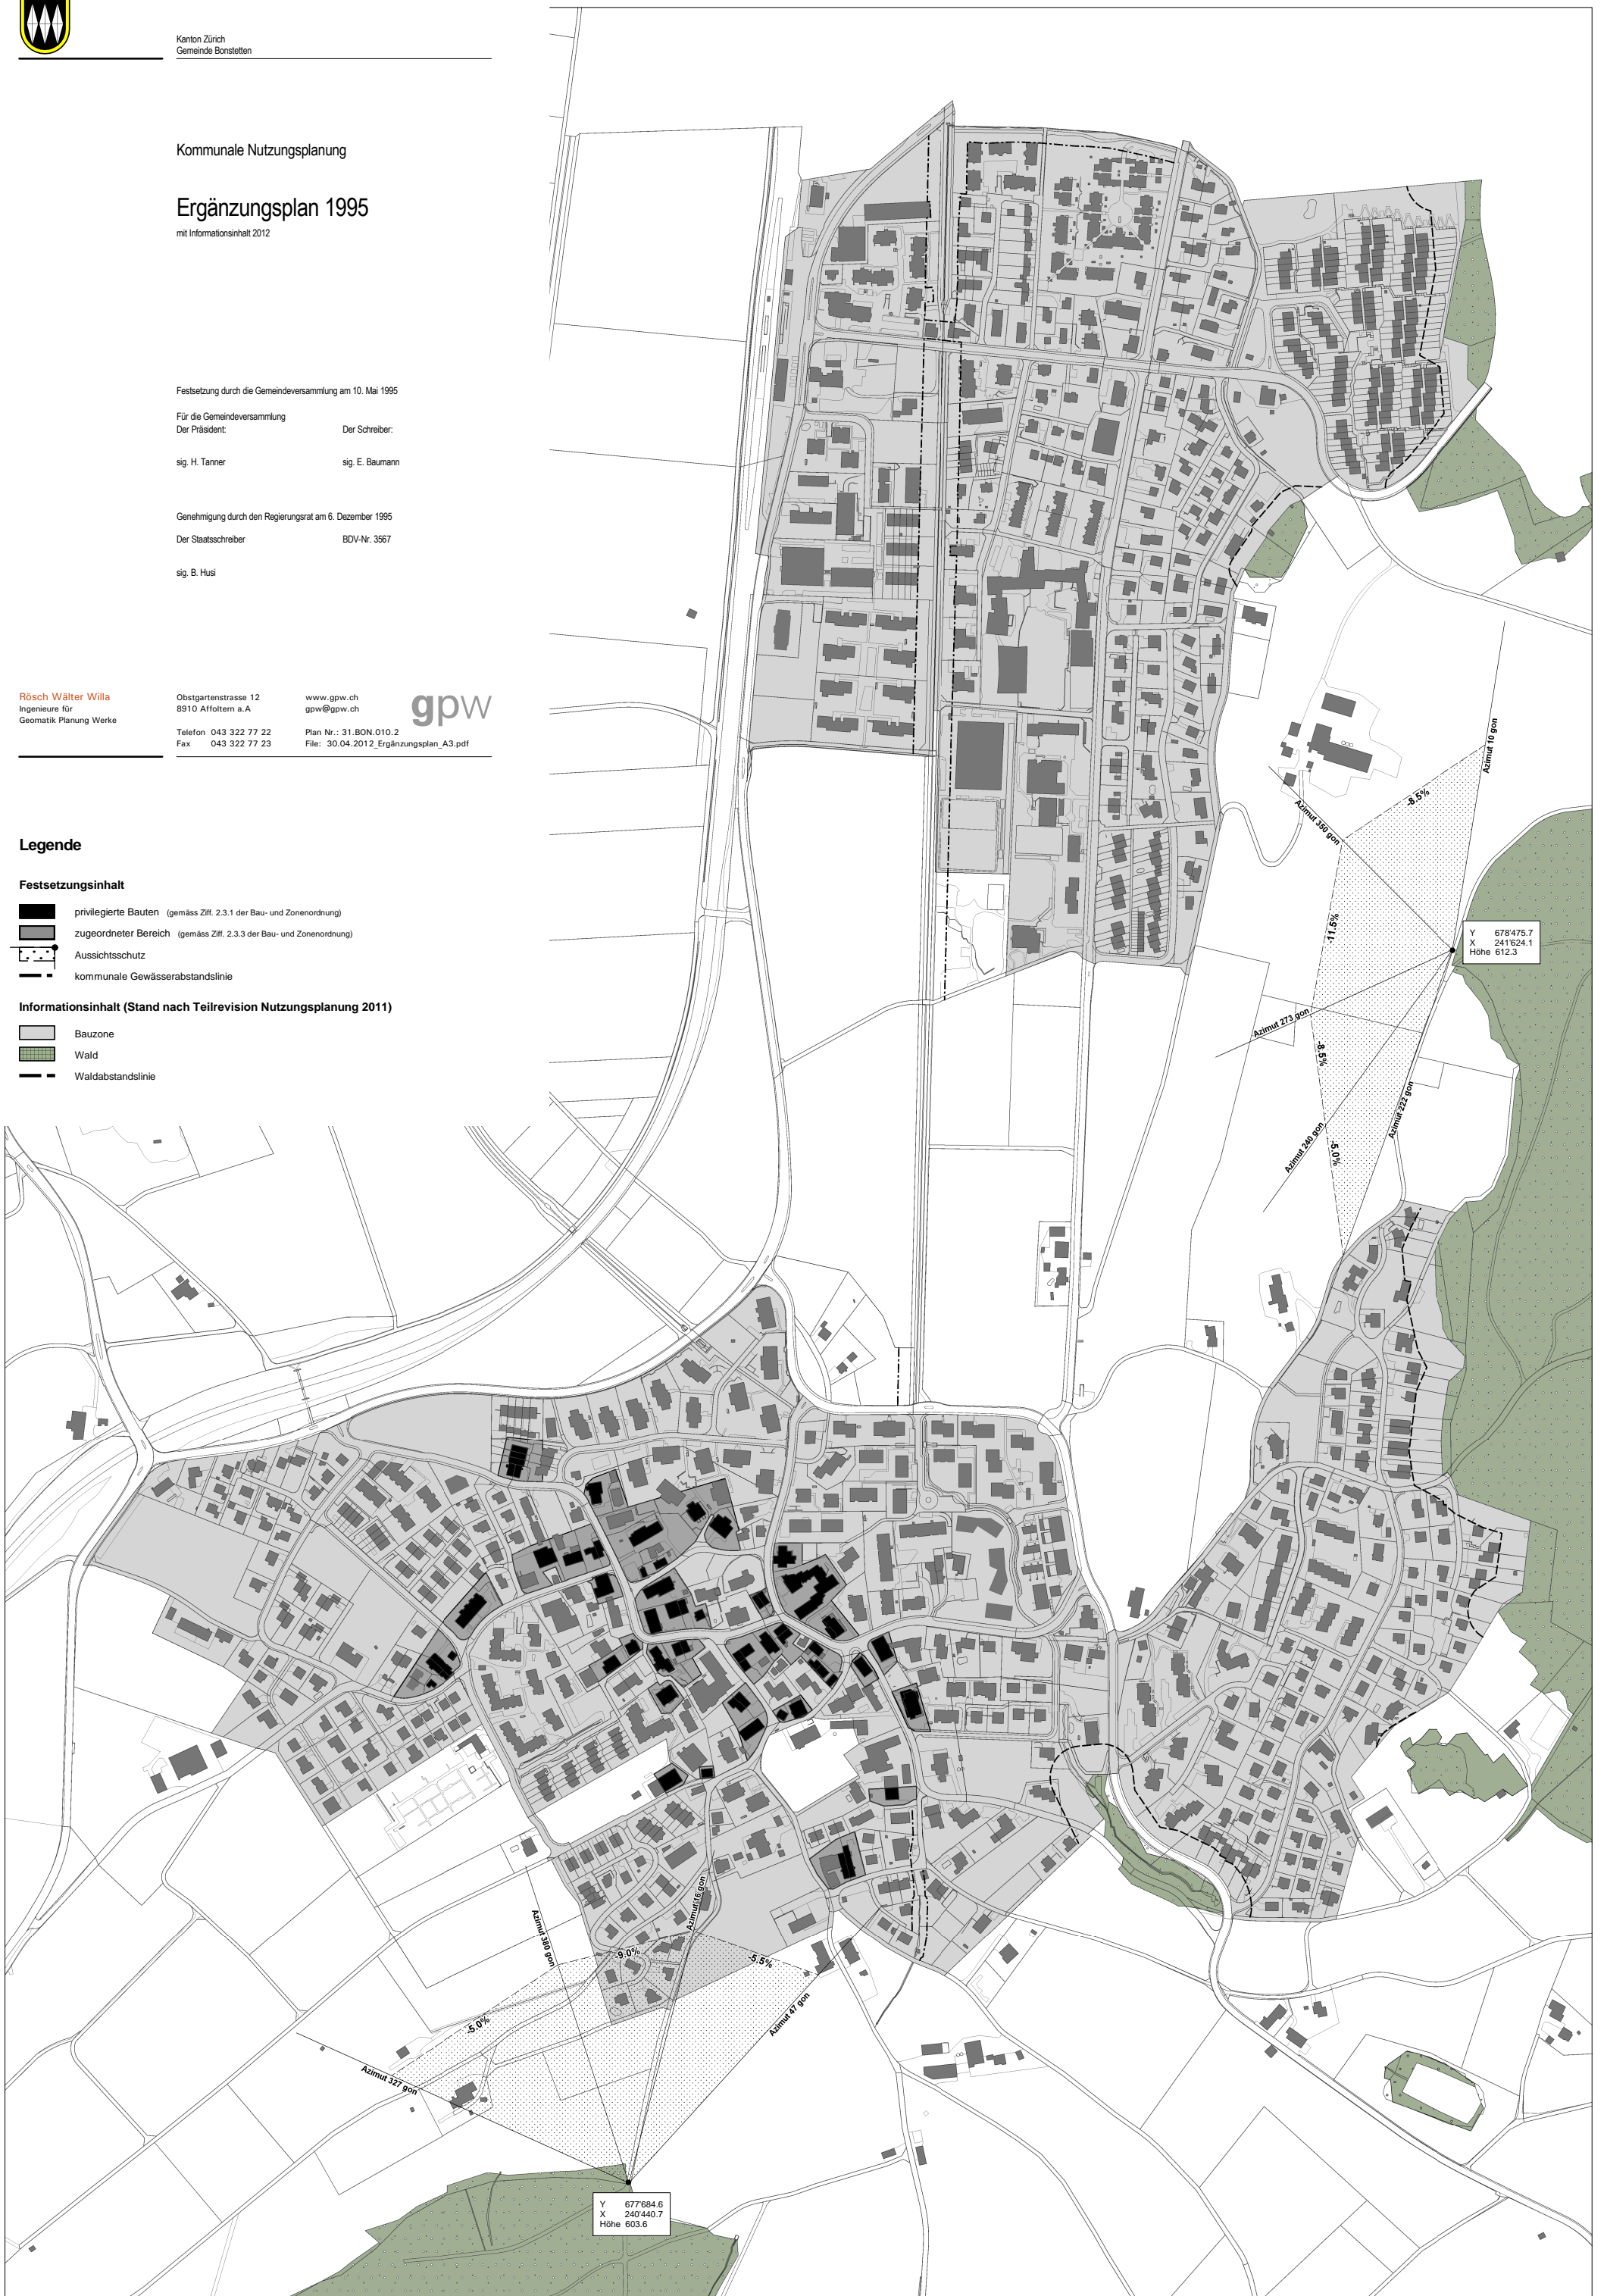 Kanton Zürich
Gemeinde Bonstetten
Kommunale Nutzungsplanung
Ergänzungsplan 1995
mit Informationsinhalt 2012
Festsetzung durch die Gemeindeversammlung am 10. Mai 1995
Für die Gemeindeversammlung
Der Präsident: Der Schreiber:
sig. H. Tanner sig. E. Baumann
Genehmigung durch den Regierungsrat am 6. Dezember 1995
Der Staatsschreiber BDV-Nr. 3567
sig. B. Husi
Rösch Wälter Willa
Ingenieure für
Geomatik Planung Werke
Obstgartenstrasse 12
8910 Affoltern a.A
Telefon 043 322 77 22
Fax 043 322 77 23
www.gpw.ch
gpw@gpw.ch
Plan Nr.: 31.BON.010.2
File: 30.04.2012_Ergänzungsplan_A3.pdf
gpw
Legende
Festsetzungsinhalt
privilegierte Bauten (gemäss Ziff. 2.3.1 der Bau- und Zonenordnung)
zugeordneter Bereich (gemäss Ziff. 2.3.3 der Bau- und Zonenordnung)
Aussichtsschutz
kommunale Gewässerabstandslinie
Informationsinhalt (Stand nach Teilrevision Nutzungsplanung 2011)
Bauzone
Wald
Waldabstandslinie
Azimut 10 gon
-8.5%
Azimut 350 gon
-11.5%
Y 678'475.7
X 241'624.1
Höhe 612.3
Azimut 273 gon
-8.5%
Azimut 222 gon
Azimut 240 gon
-5.0%
Azimut 16 gon
Azimut 380 gon
-9.0%
-5.5%
-5.0%
Azimut 47 gon
Azimut 327 gon
Y 677'684.6
X 240'440.7
Höhe 603.6